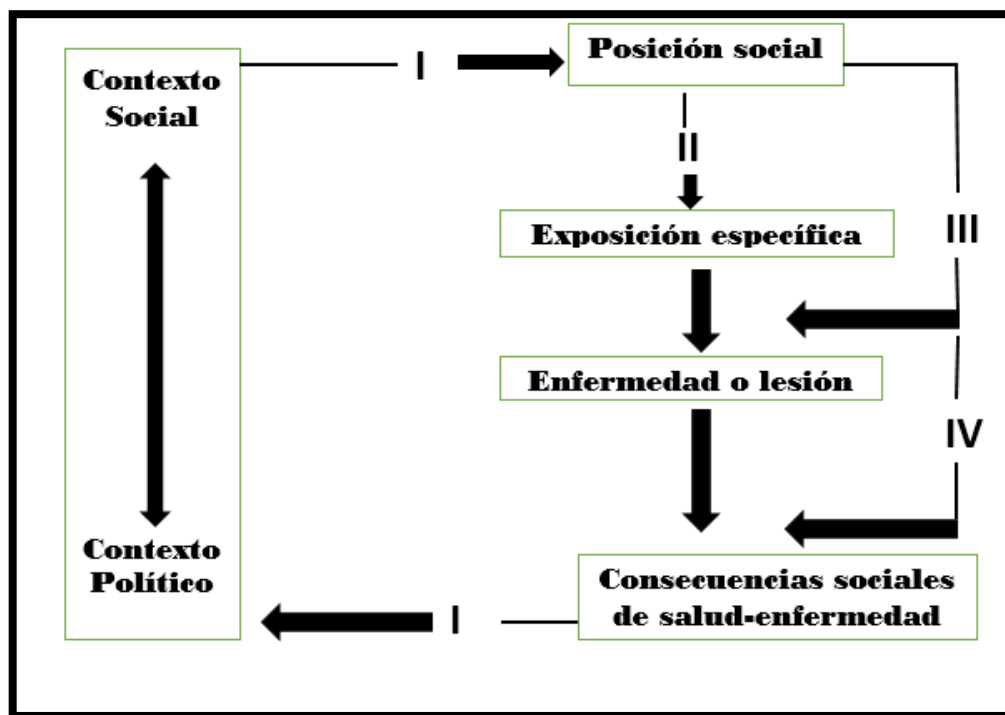 Contexto
Social
I
Posición social
II
Exposición específica
III
Enfermedad o lesión
IV
Contexto
Político
I
Consecuencias sociales
de salud-enfermedad